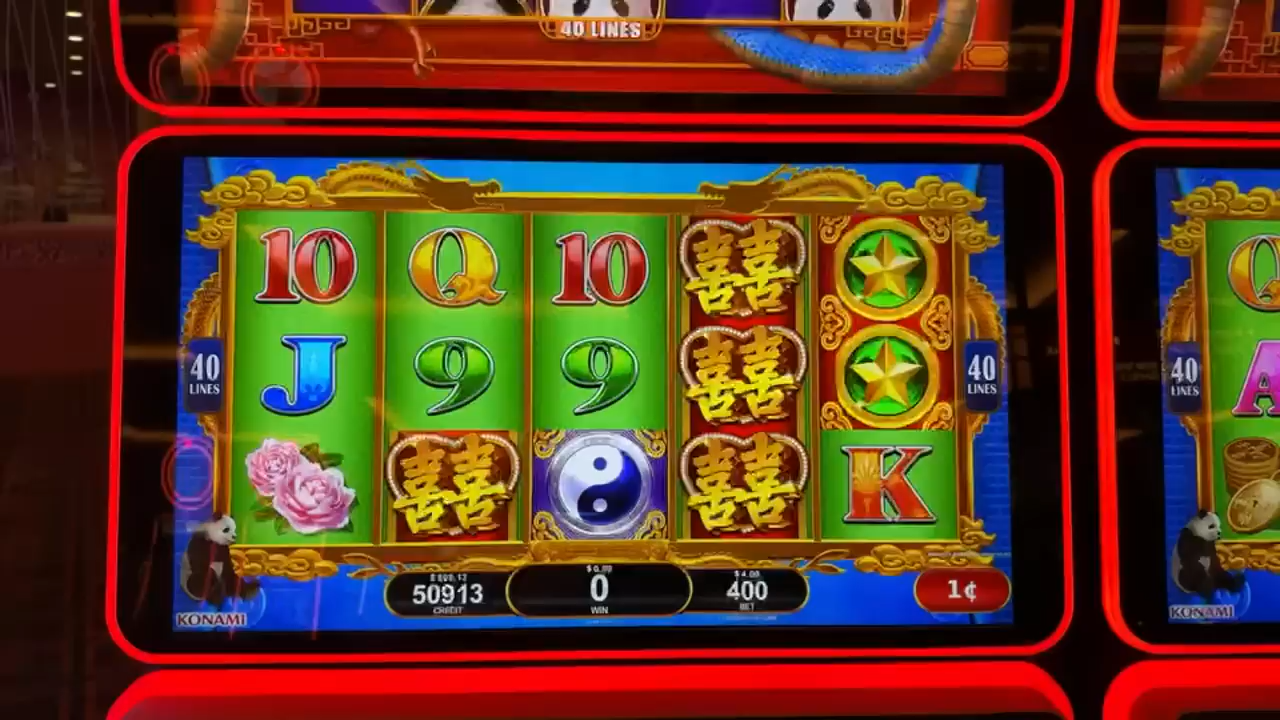 40 LINES
10 Q 10 囍
J 9 9 囍
囍 囍 K
40
LINES
40
LINES
40
LINES
Q
A
50913
CREDIT
0
WIN
$4.00
400
BET
1¢
KONAMI
KONAMI